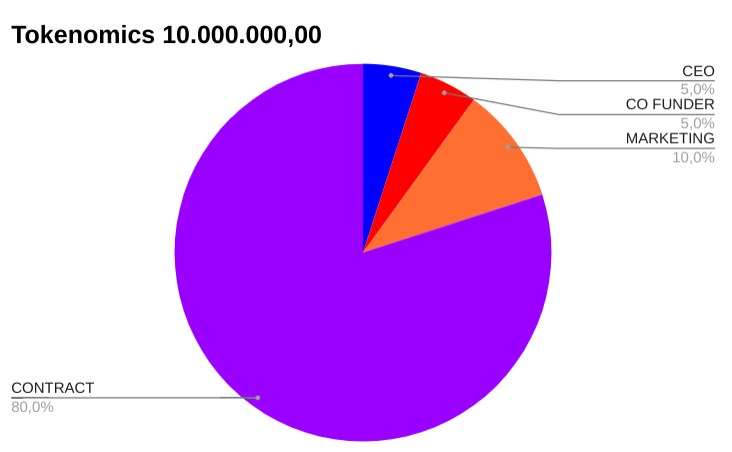 Tokenomics 10.000.000,00
CEO
5,0%
CO FUNDER
5,0%
MARKETING
10,0%
CONTRACT
80,0%